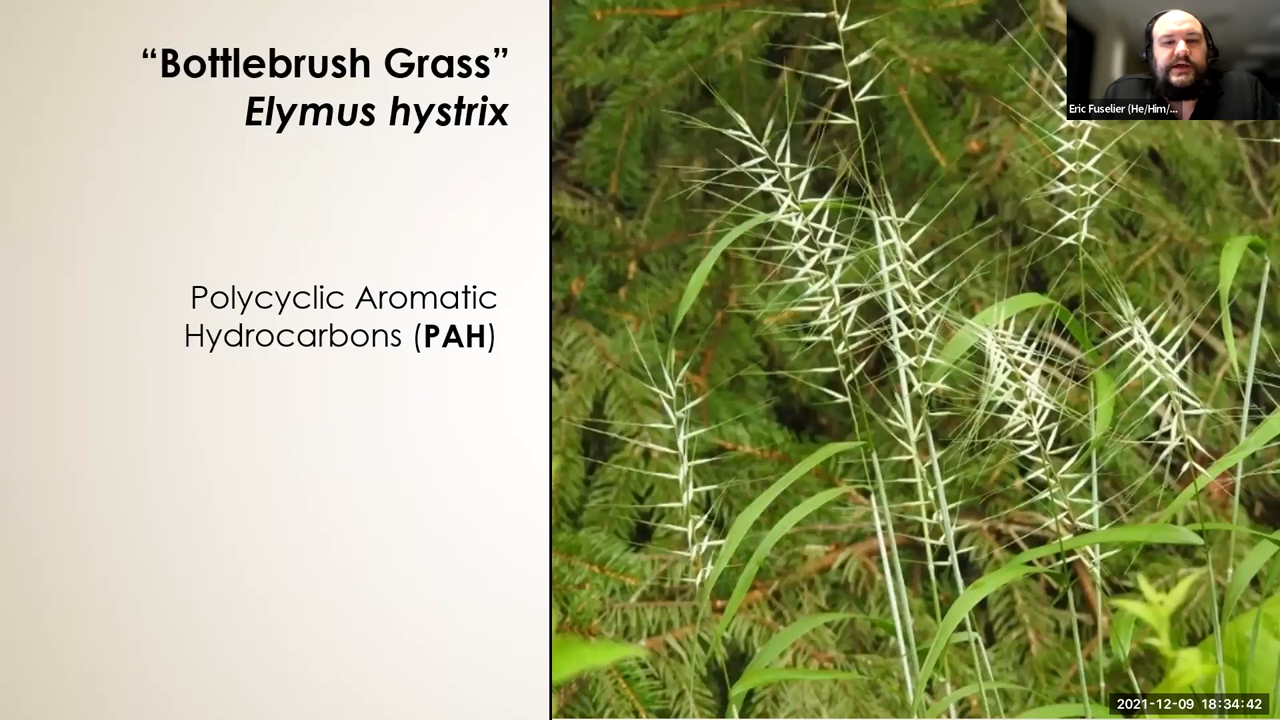 “Bottlebrush Grass”
Elymus hystrix
Polycyclic Aromatic
Hydrocarbons (PAH)
Eric Fuselier (He/Him/...
2021-12-09 18:34:42